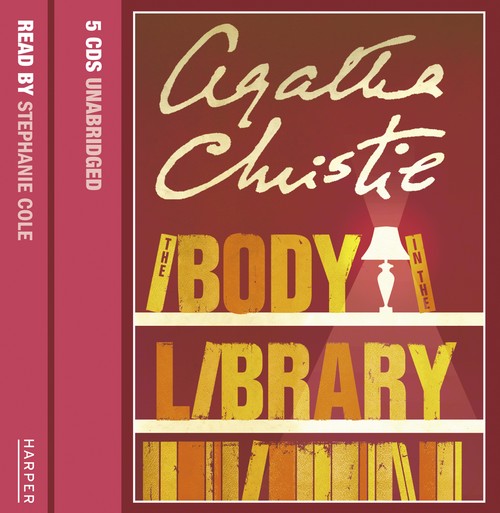 READ BY STEPHANIE COLE
HARPER
5 CDS UNABRIDGED
Agatha
Christie
THE BODY IN THE
LIBRARY